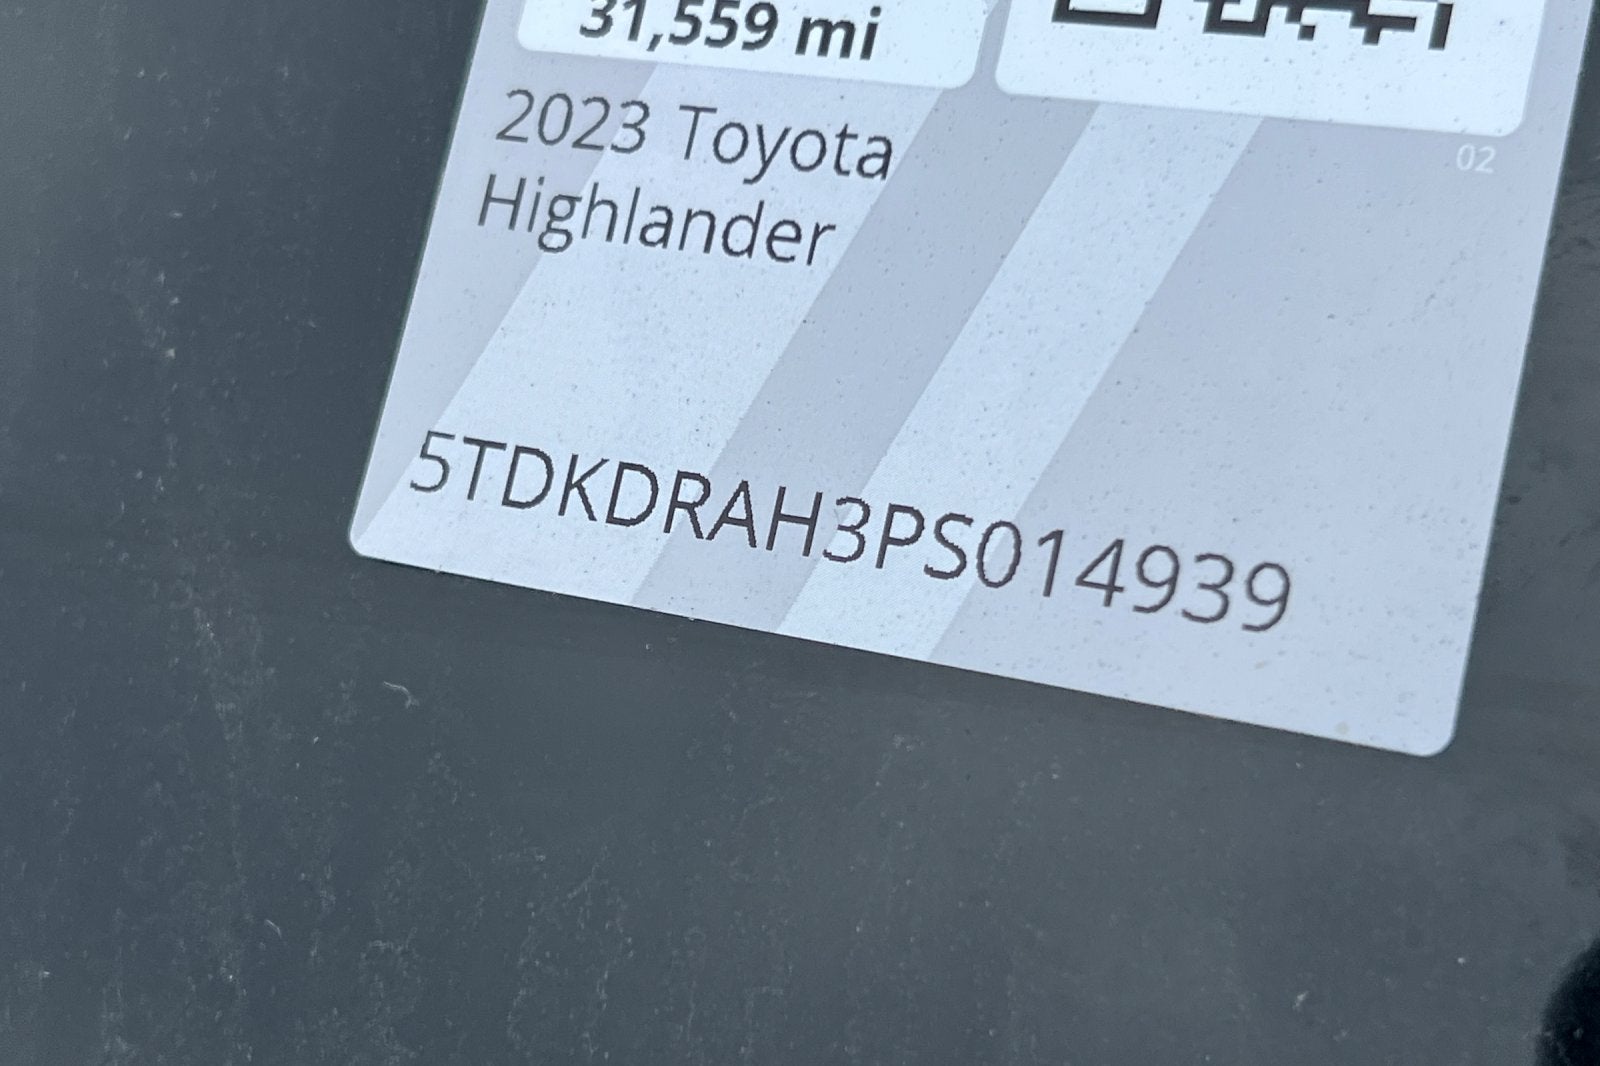 31,559 mi
2023 Toyota
Highlander
02
5TDKDRAH3PS014939